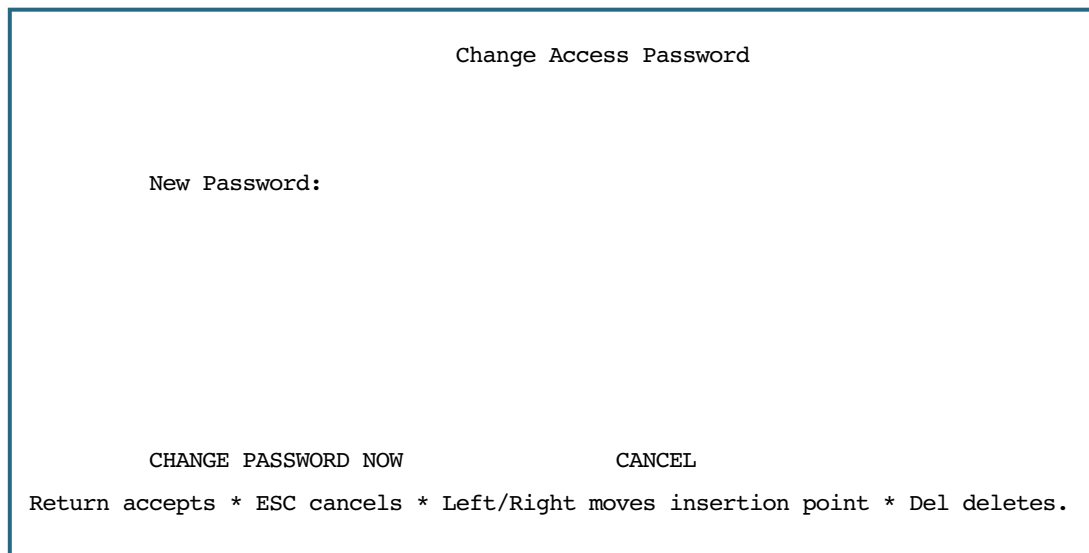 Change Access Password
New Password:
CHANGE PASSWORD NOW CANCEL
Return accepts * ESC cancels * Left/Right moves insertion point * Del deletes.